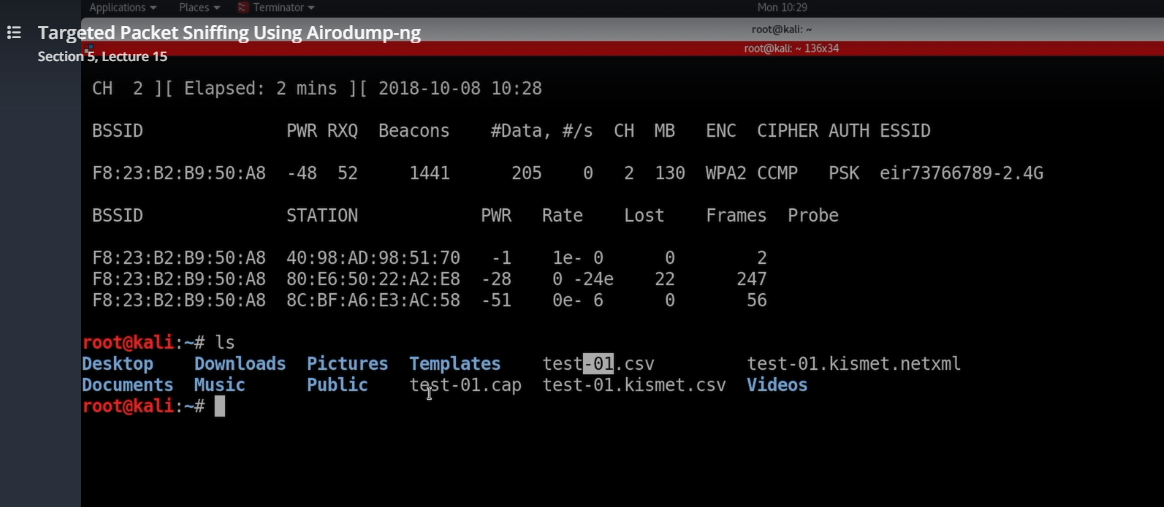 Applications Places Terminator Mon 10:29
Targeted Packet Sniffing Using Airodump-ng
root@kali: ~
Section 5, Lecture 15
root@kali: ~ 136x34
CH 2 ][ Elapsed: 2 mins ][ 2018-10-08 10:28
BSSID PWR RXQ Beacons #Data, #/s CH MB ENC CIPHER AUTH ESSID
F8:23:B2:B9:50:A8 -48 52 1441 205 0 2 130 WPA2 CCMP PSK eir73766789-2.4G
BSSID STATION PWR Rate Lost Frames Probe
F8:23:B2:B9:50:A8 40:98:AD:98:51:70 -1 1e- 0 0 2
F8:23:B2:B9:50:A8 80:E6:50:22:A2:E8 -28 0 -24e 22 247
F8:23:B2:B9:50:A8 8C:BF:A6:E3:AC:58 -51 0e- 6 0 56
root@kali:~# ls
Desktop Downloads Pictures Templates test-01.csv test-01.kismet.netxml
Documents Music Public test-01.cap test-01.kismet.csv Videos
root@kali:~#